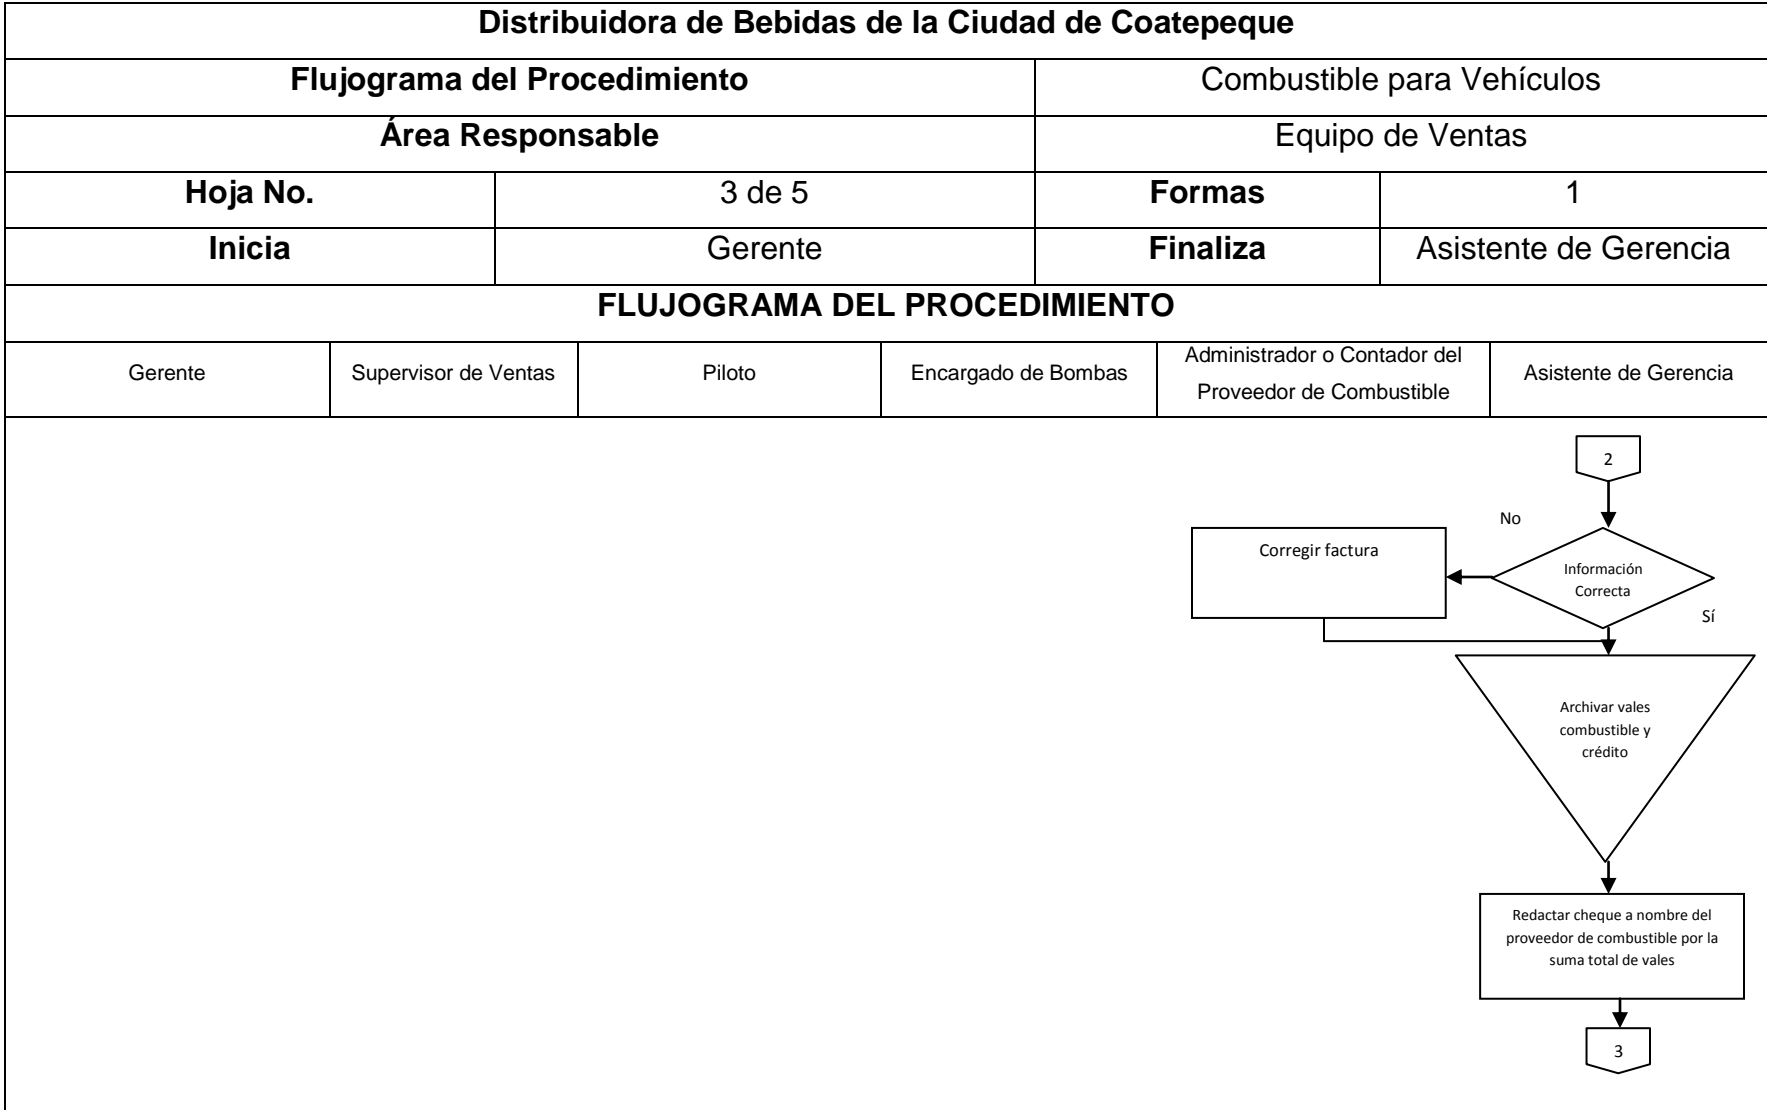 Distribuidora de Bebidas de la Ciudad de Coatepeque
Flujograma del Procedimiento
Combustible para Vehículos
Área Responsable
Equipo de Ventas
Hoja No.
3 de 5
Formas
1
Inicia
Gerente
Finaliza
Asistente de Gerencia
FLUJOGRAMA DEL PROCEDIMIENTO
Gerente
Supervisor de Ventas
Piloto
Encargado de Bombas
Administrador o Contador del
Proveedor de Combustible
Asistente de Gerencia
2
No
Corregir factura
Información
Correcta
Sí
Archivar vales
combustible y
crédito
Redactar cheque a nombre del
proveedor de combustible por la
suma total de vales
3